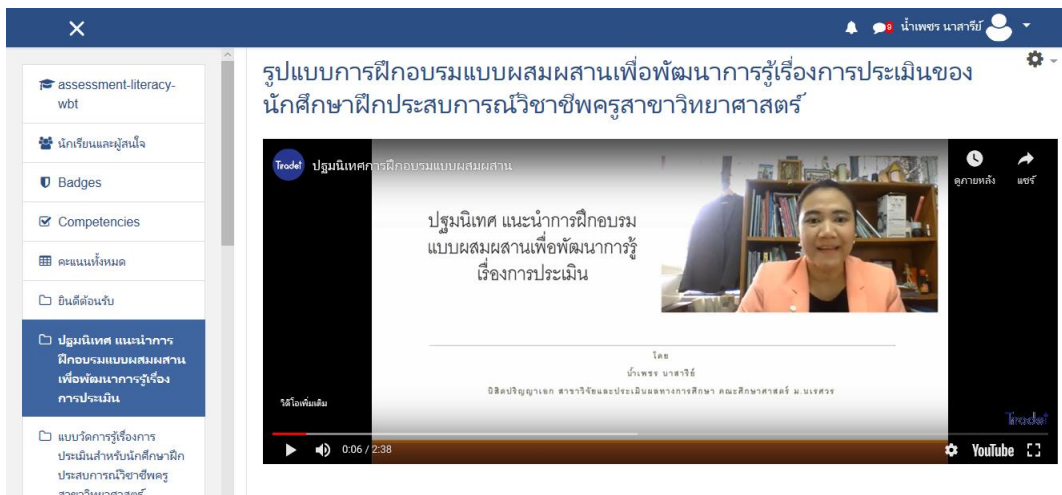 9 น้ำเพชร นาสารีย์
assessment-literacy-
wbt
นักเรียนและผู้สนใจ
Badges
Competencies
คะแนนทั้งหมด
ยินดีต้อนรับ
ปฐมนิเทศ แนะนำการ
ฝึกอบรมแบบผสมผสาน
เพื่อพัฒนาการรู้เรื่อง
การประเมิน
แบบวัดการรู้เรื่องการ
ประเมินสำหรับนักศึกษาฝึก
ประสบการณ์วิชาชีพครู
สาขาวิทยาศาสตร์
รูปแบบการฝึกอบรมแบบผสมผสานเพื่อพัฒนาการรู้เรื่องการประเมินของ
นักศึกษาฝึกประสบการณ์วิชาชีพครูสาขาวิทยาศาสตร์
Tiradet ปฐมนิเทศการฝึกอบรมแบบผสมผสาน
ดูภายหลัง แชร์
ปฐมนิเทศ แนะนำการฝึกอบรม
แบบผสมผสานเพื่อพัฒนาการรู้
เรื่องการประเมิน
โดย
น้ำเพชร นาสารีย์
นิสิตปริญญาเอก สาขาวิจัยและประเมินผลทางการศึกษา คณะศึกษาศาสตร์ ม.นเรศวร
วิดีโอเพิ่มเติม
Tiradet
0:06 / 2:38
YouTube